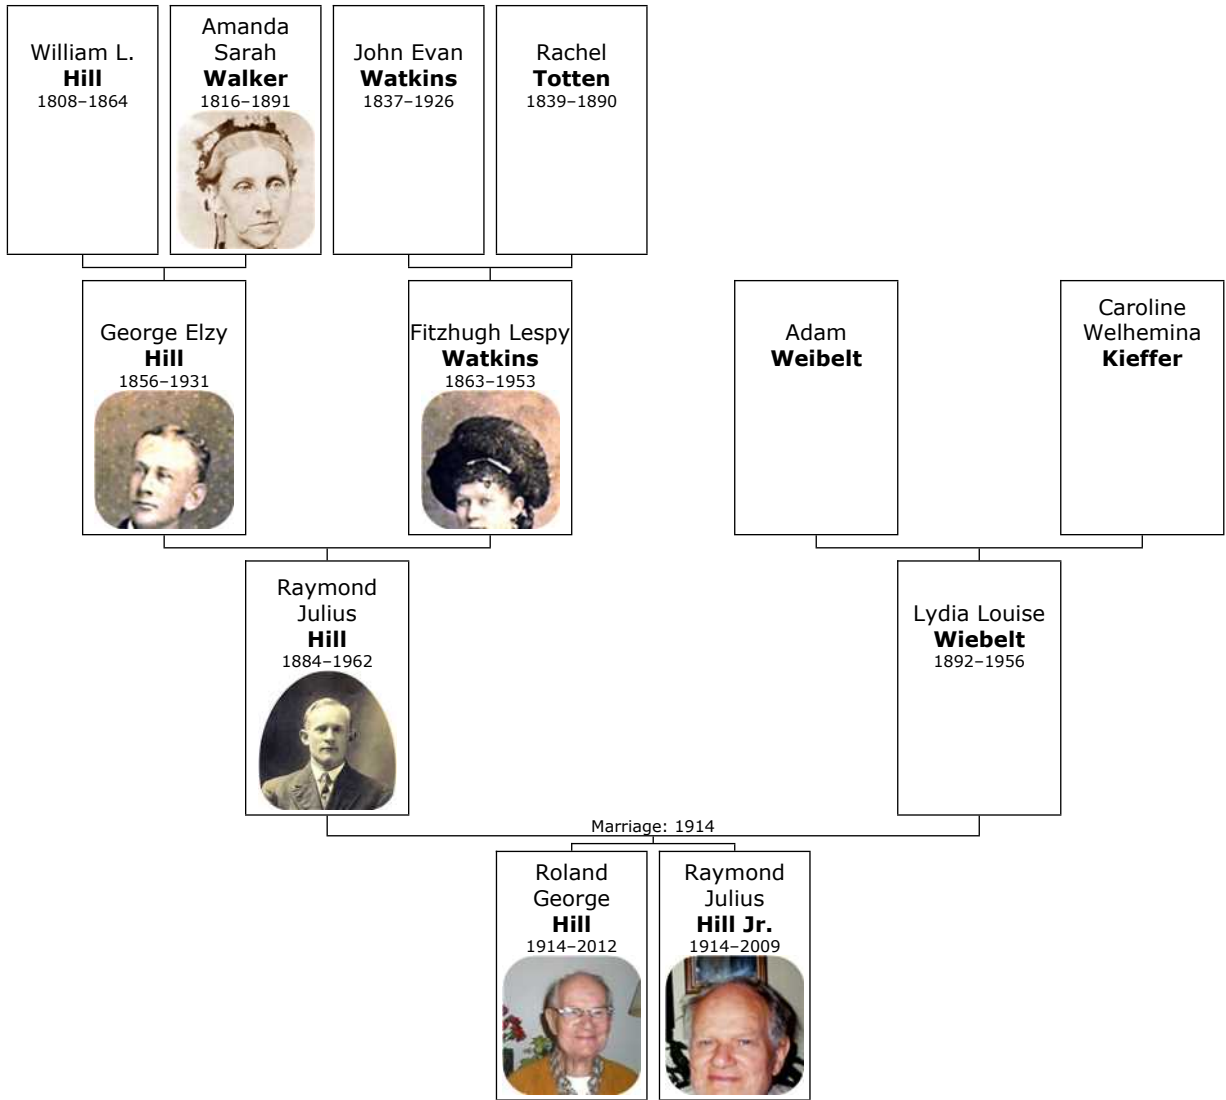 William L.
Hill
1808–1864
Amanda
Sarah
Walker
1816–1891
John Evan
Watkins
1837–1926
Rachel
Totten
1839–1890
George Elzy
Hill
1856–1931
Fitzhugh Lespy
Watkins
1863–1953
Adam
Weibelt
Caroline
Welhemina
Kieffer
Raymond
Julius
Hill
1884–1962
Lydia Louise
Wiebelt
1892–1956
Marriage: 1914
Roland
George
Hill
1914–2012
Raymond
Julius
Hill Jr.
1914–2009